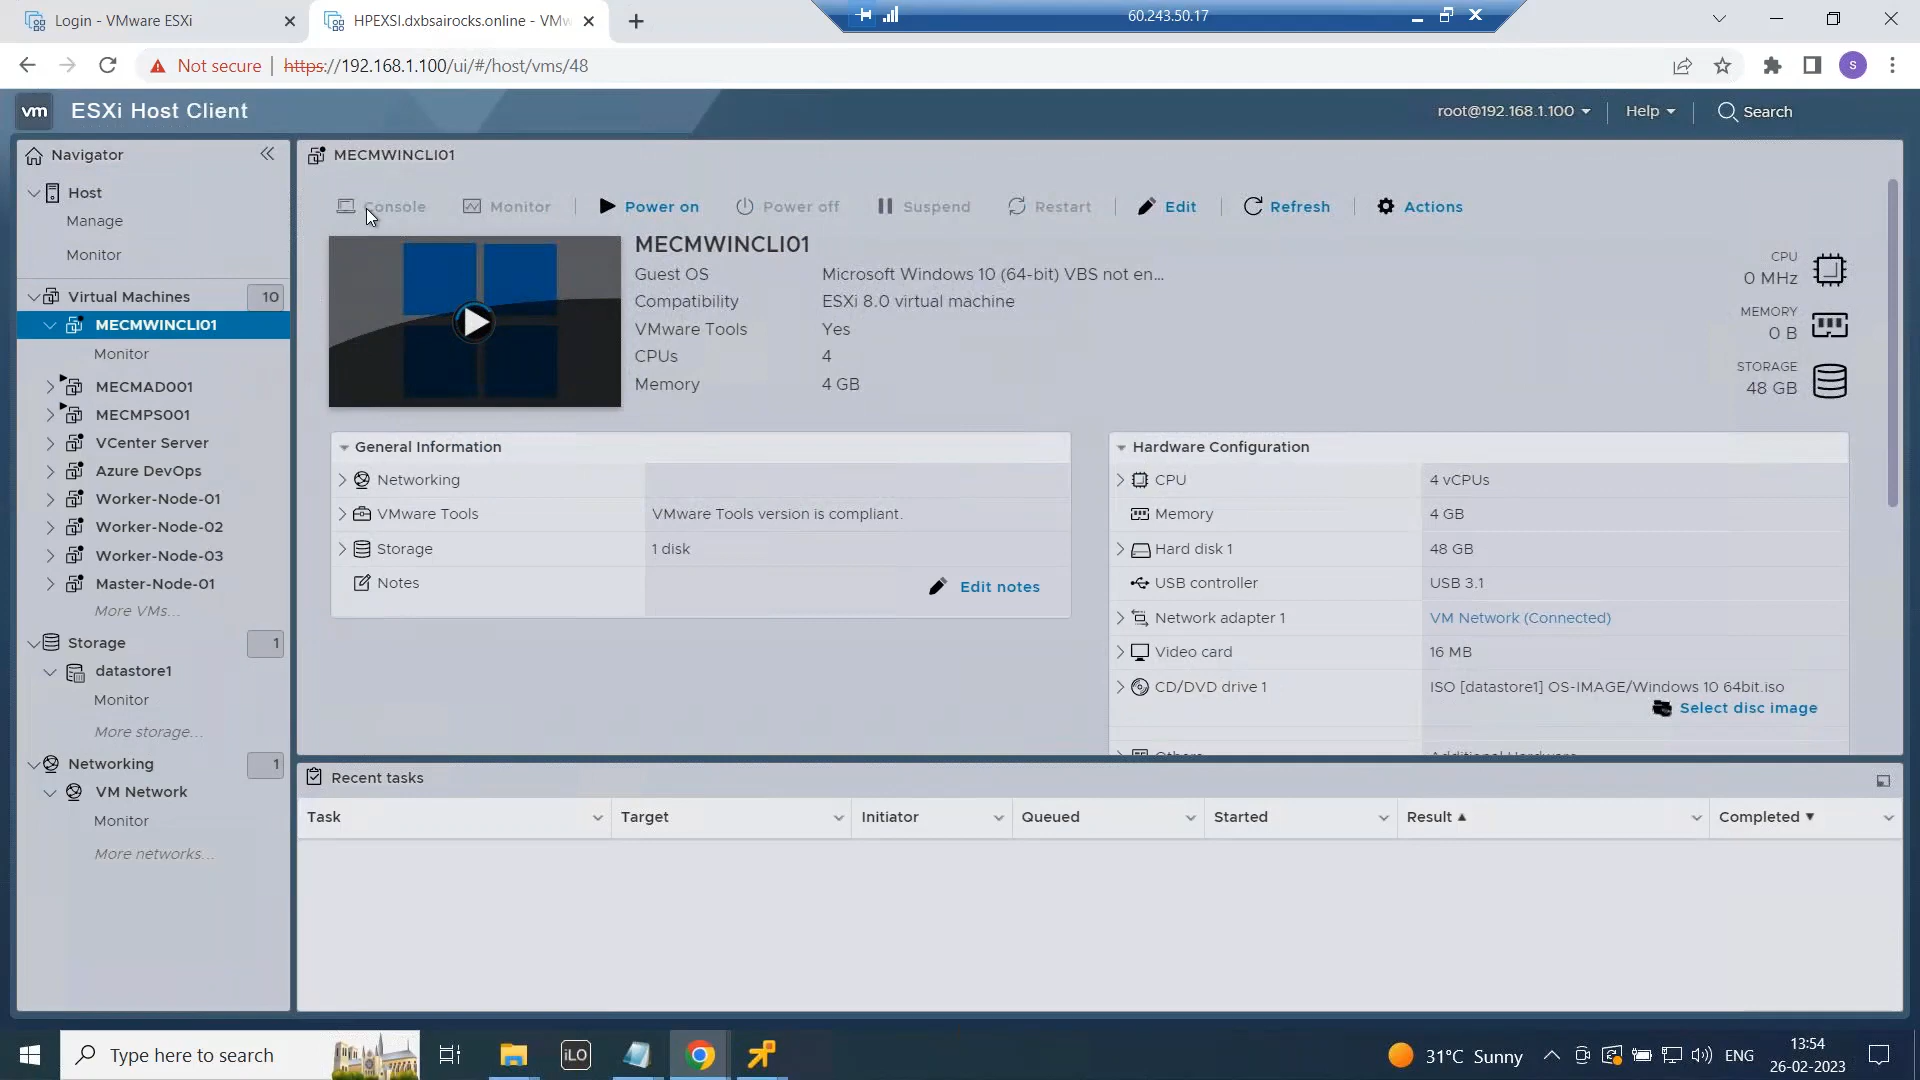 Login - VMware ESXi
HPEXSI.dxbsairocks.online - VMw
60.243.50.17
Not secure
https://192.168.1.100/ui/#/host/vms/48
S
vm
ESXi Host Client
root@192.168.1.100
Help
Search
Navigator
MECMWINCLI01
Host
Manage
Monitor
Console
Monitor
Power on
Power off
Suspend
Restart
Edit
Refresh
Actions
Virtual Machines
10
MECMWINCLI01
Monitor
MECMAD001
MECMPS001
VCenter Server
Azure DevOps
Worker-Node-01
Worker-Node-02
Worker-Node-03
Master-Node-01
More VMs...
Storage
1
datastore1
Monitor
More storage...
Networking
1
VM Network
Monitor
More networks...
MECMWINCLI01
Guest OS Microsoft Windows 10 (64-bit) VBS not en...
Compatibility ESXi 8.0 virtual machine
VMware Tools Yes
CPUs 4
Memory 4 GB
CPU
0 MHz
MEMORY
0 B
STORAGE
48 GB
General Information
Networking
VMware Tools VMware Tools version is compliant.
Storage 1 disk
Notes
Edit notes
Hardware Configuration
CPU 4 vCPUs
Memory 4 GB
Hard disk 1 48 GB
USB controller USB 3.1
Network adapter 1 VM Network (Connected)
Video card 16 MB
CD/DVD drive 1 ISO [datastore1] OS-IMAGE/Windows 10 64bit.iso
Select disc image
Others Additional Hardware
Recent tasks
Task Target Initiator Queued Started Result Completed
Type here to search
iLO
31°C Sunny
ENG
13:54
26-02-2023